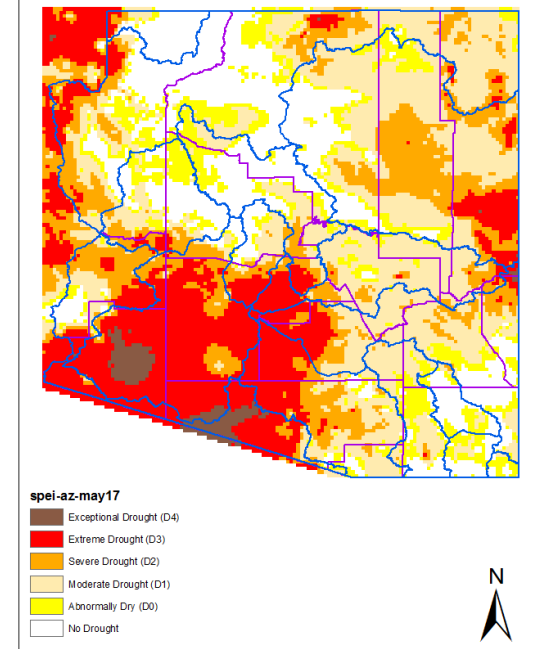 spei-az-may17
Exceptional Drought (D4)
Extreme Drought (D3)
Severe Drought (D2)
Moderate Drought (D1)
Abnormally Dry (D0)
No Drought
N